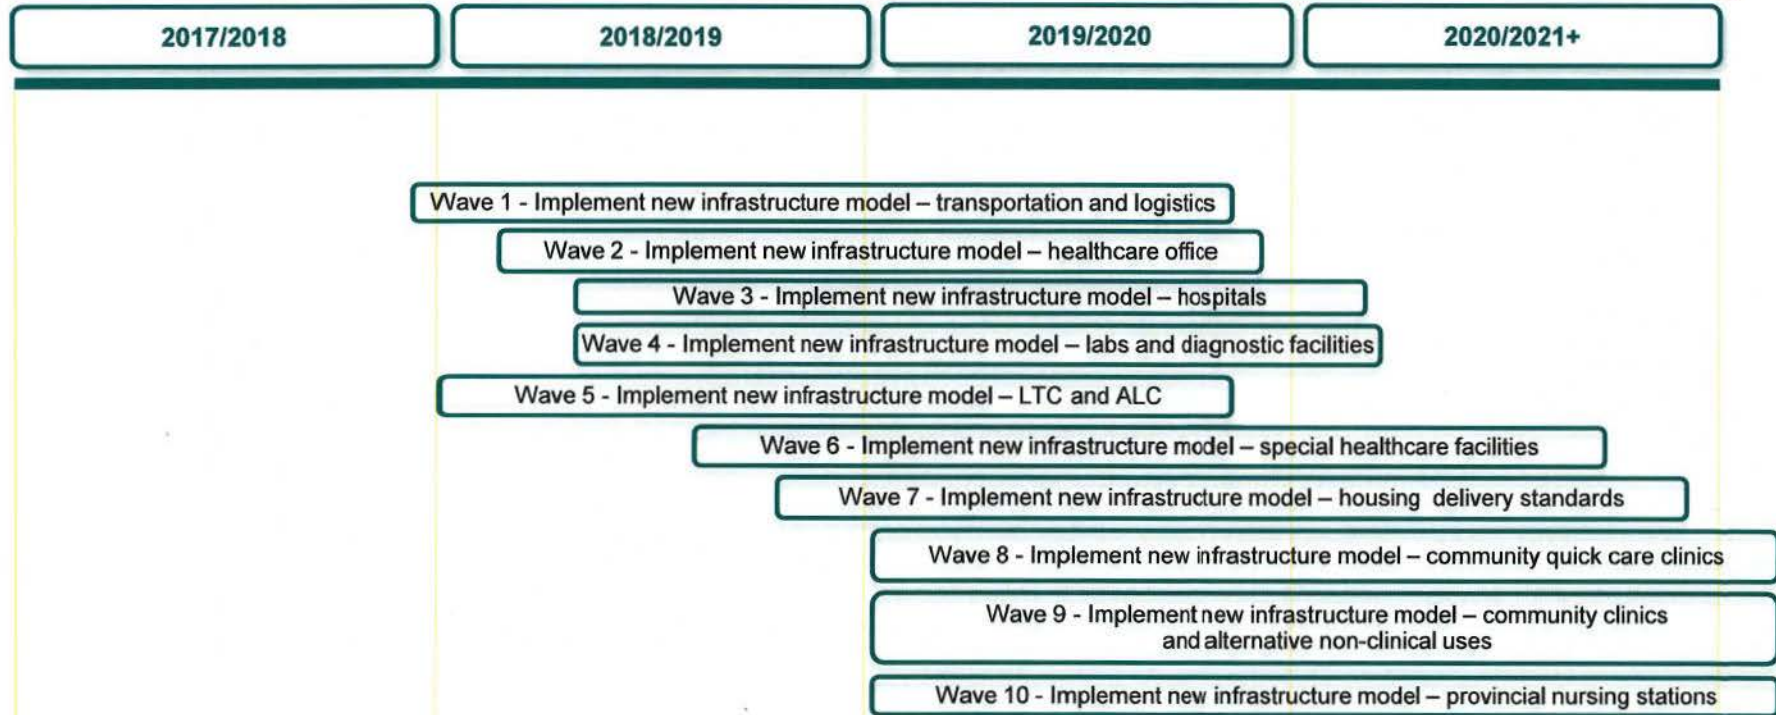 2017/2018
2018/2019
2019/2020
2020/2021+
Wave 1 - Implement new infrastructure model – transportation and logistics
Wave 2 - Implement new infrastructure model – healthcare office
Wave 3 - Implement new infrastructure model – hospitals
Wave 4 - Implement new infrastructure model – labs and diagnostic facilities
Wave 5 - Implement new infrastructure model – LTC and ALC
Wave 6 - Implement new infrastructure model – special healthcare facilities
Wave 7 - Implement new infrastructure model – housing delivery standards
Wave 8 - Implement new infrastructure model – community quick care clinics
Wave 9 - Implement new infrastructure model – community clinics
and alternative non-clinical uses
Wave 10 - Implement new infrastructure model – provincial nursing stations